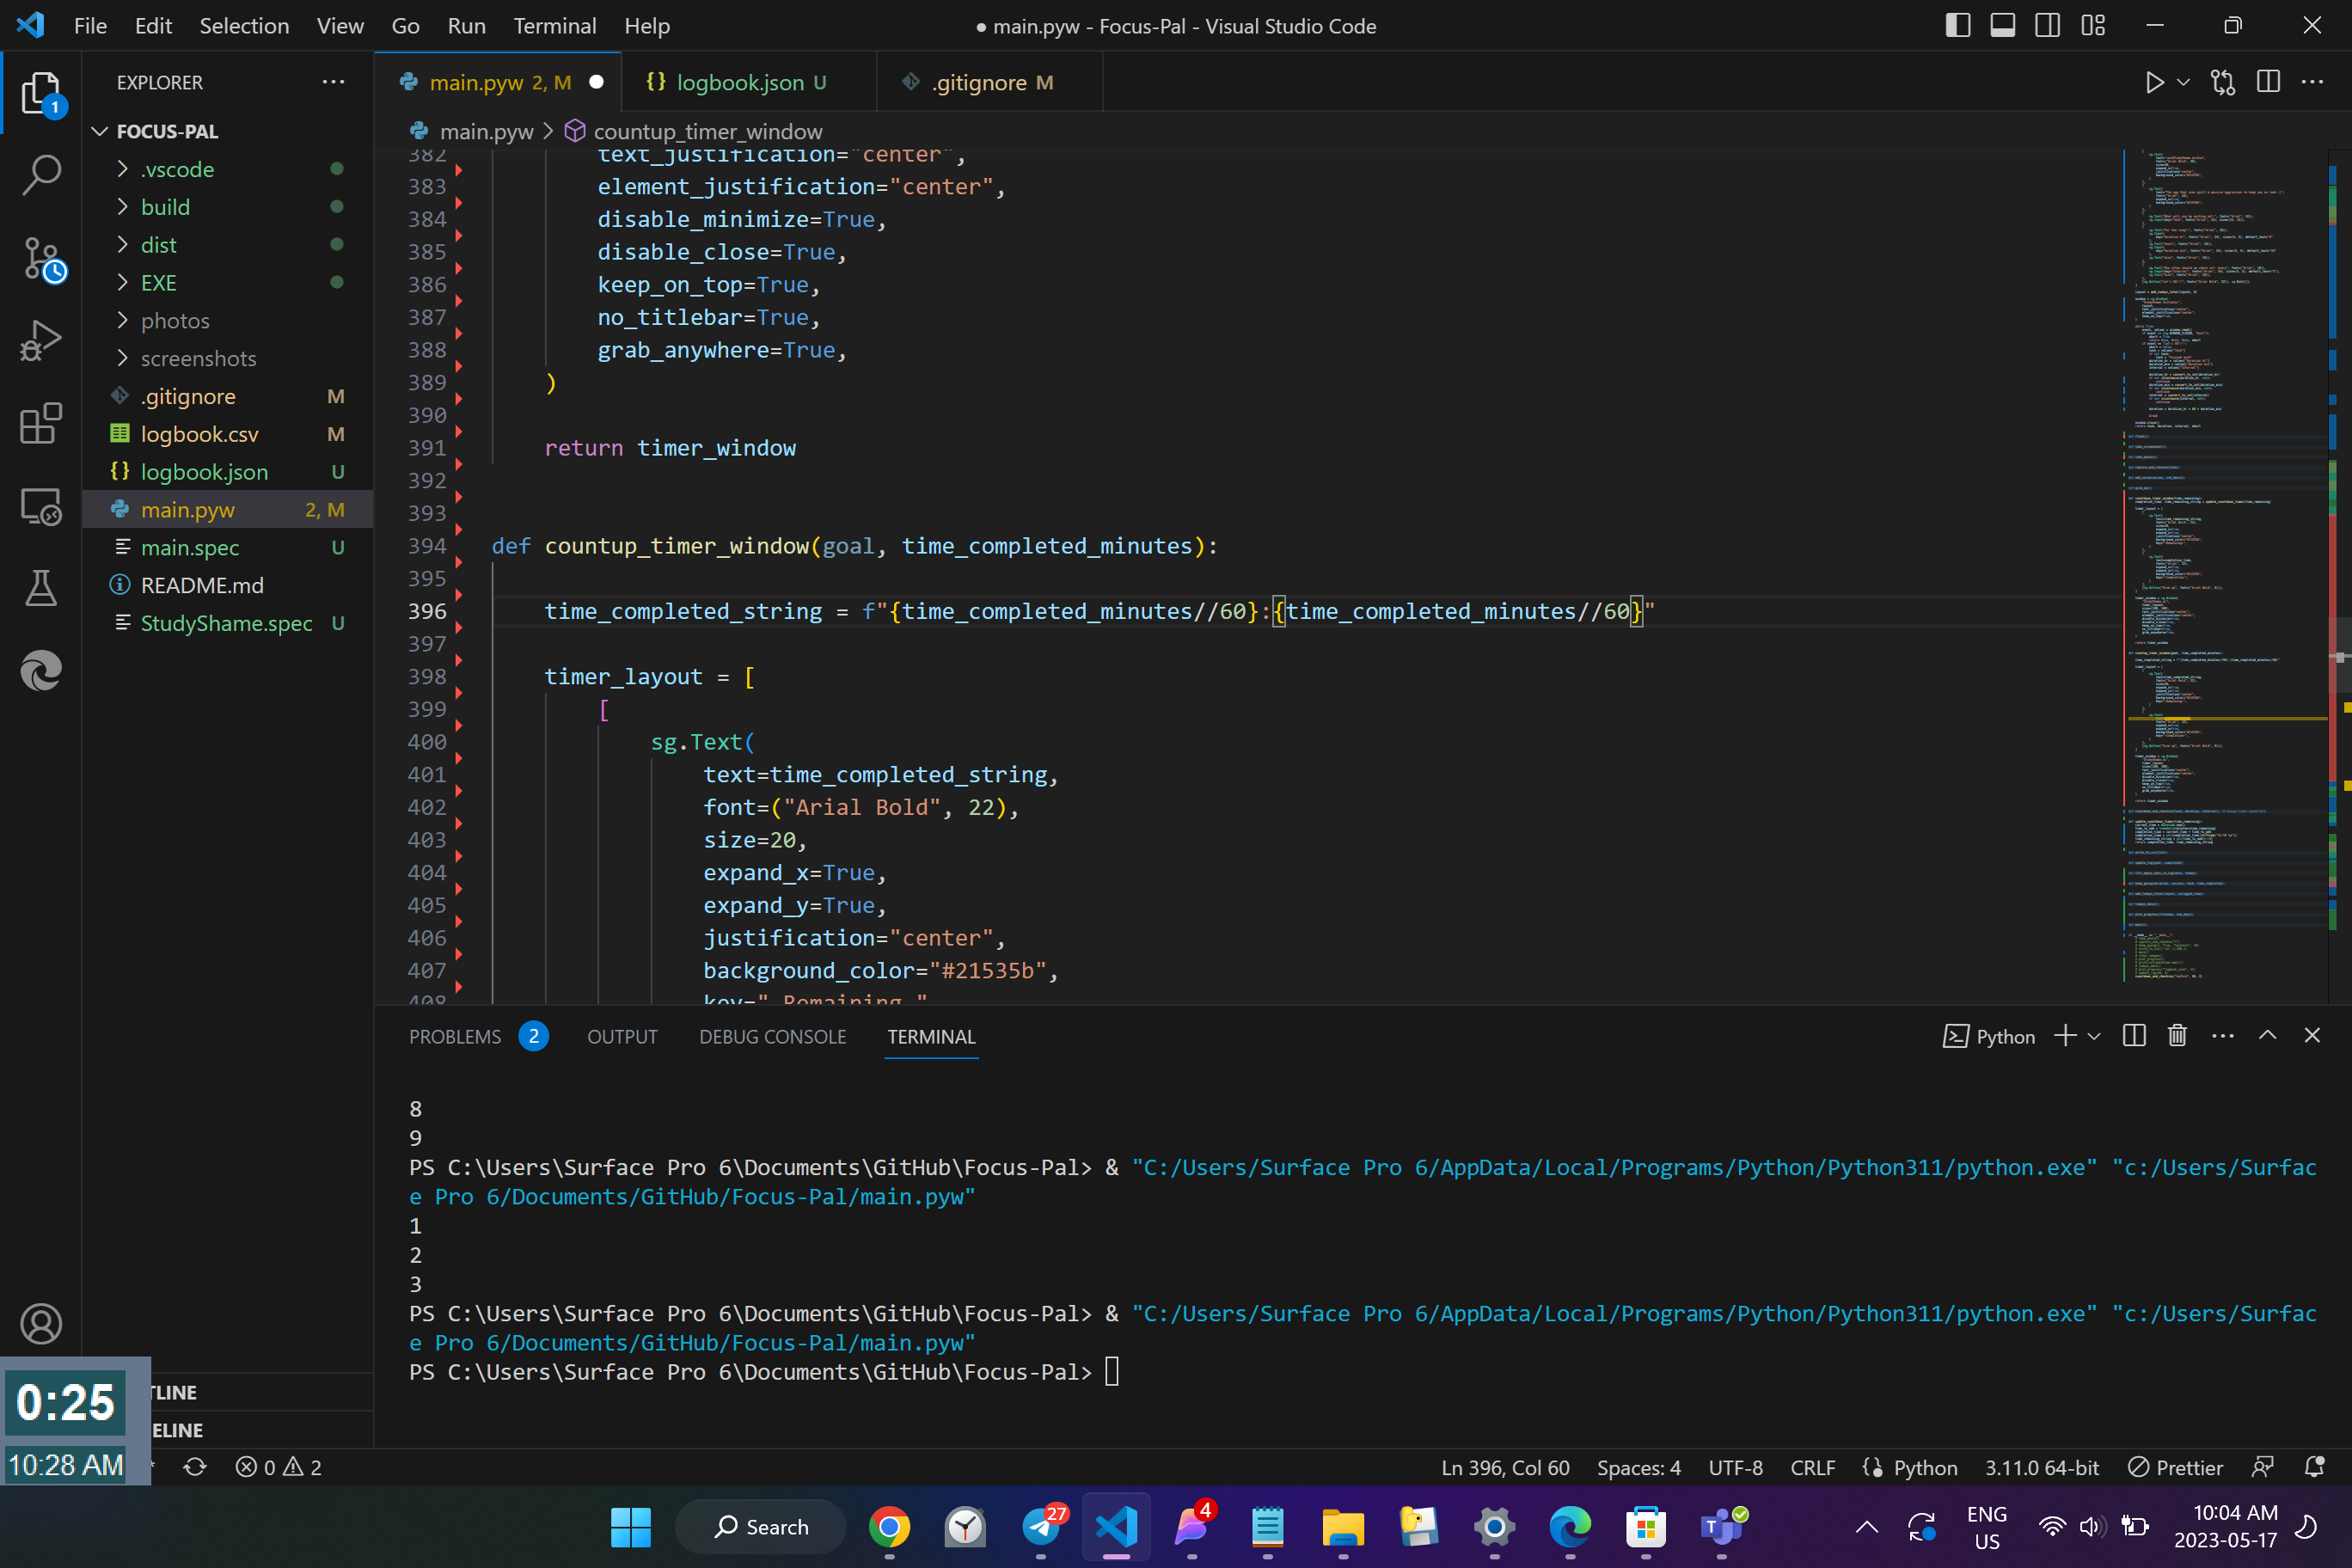 File Edit Selection View Go Run Terminal Help
● main.pyw - Focus-Pal - Visual Studio Code
EXPLORER ···
1
FOCUS-PAL
.vscode
build
dist
EXE
photos
screenshots
.gitignore M
logbook.csv M
logbook.json U
main.pyw 2, M
main.spec U
README.md
StudyShame.spec U
TLINE
ELINE
main.pyw 2, M ●
{} logbook.json U
.gitignore M
main.pyw > countup_timer_window
382 text_justification="center",
383 element_justification="center",
384 disable_minimize=True,
385 disable_close=True,
386 keep_on_top=True,
387 no_titlebar=True,
388 grab_anywhere=True,
389 )
390
391 return timer_window
392
393
394 def countup_timer_window(goal, time_completed_minutes):
395
396 time_completed_string = f"{time_completed_minutes//60}:{time_completed_minutes//60}"
397
398 timer_layout = [
399 [
400 sg.Text(
401 text=time_completed_string,
402 font=("Arial Bold", 22),
403 size=20,
404 expand_x=True,
405 expand_y=True,
406 justification="center",
407 background_color="#21535b",
408 key="-Remaining-"
PROBLEMS 2 OUTPUT DEBUG CONSOLE TERMINAL
Python
8
9
PS C:\Users\Surface Pro 6\Documents\GitHub\Focus-Pal> & "C:/Users/Surface Pro 6/AppData/Local/Programs/Python/Python311/python.exe" "c:/Users/Surfac
e Pro 6/Documents/GitHub/Focus-Pal/main.pyw"
1
2
3
PS C:\Users\Surface Pro 6\Documents\GitHub\Focus-Pal> & "C:/Users/Surface Pro 6/AppData/Local/Programs/Python/Python311/python.exe" "c:/Users/Surfac
e Pro 6/Documents/GitHub/Focus-Pal/main.pyw"
PS C:\Users\Surface Pro 6\Documents\GitHub\Focus-Pal>
0:25
10:28 AM
0 2
Ln 396, Col 60 Spaces: 4 UTF-8 CRLF {} Python 3.11.0 64-bit Prettier
Search
27
4
ENG
US
10:04 AM
2023-05-17